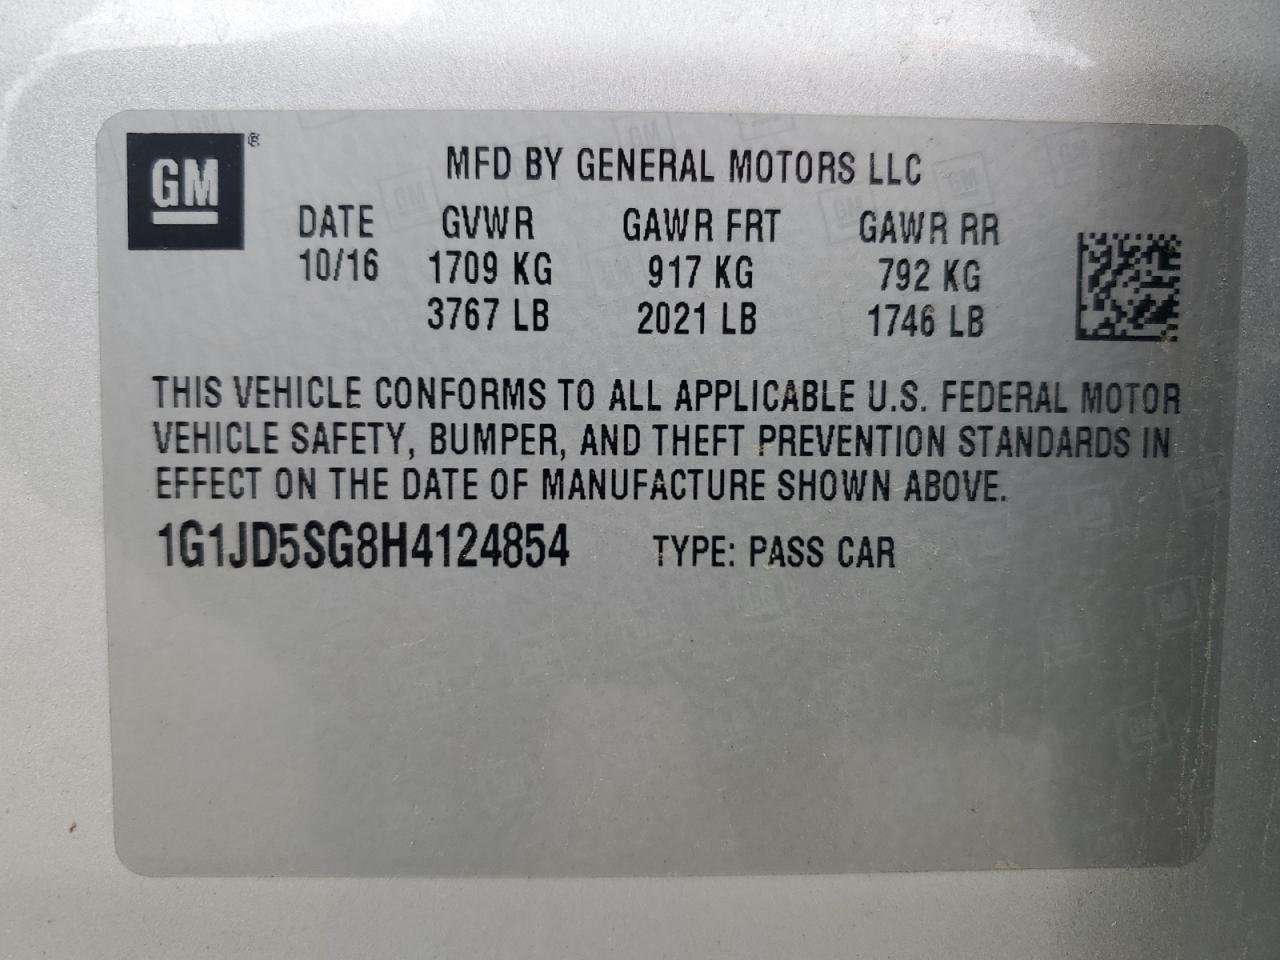 GM®
MFD BY GENERAL MOTORS LLC
DATE GVWR GAWR FRT GAWR RR
10/16 1709 KG 917 KG 792 KG
3767 LB 2021 LB 1746 LB
THIS VEHICLE CONFORMS TO ALL APPLICABLE U.S. FEDERAL MOTOR
VEHICLE SAFETY, BUMPER, AND THEFT PREVENTION STANDARDS IN
EFFECT ON THE DATE OF MANUFACTURE SHOWN ABOVE.
1G1JD5SG8H4124854 TYPE: PASS CAR